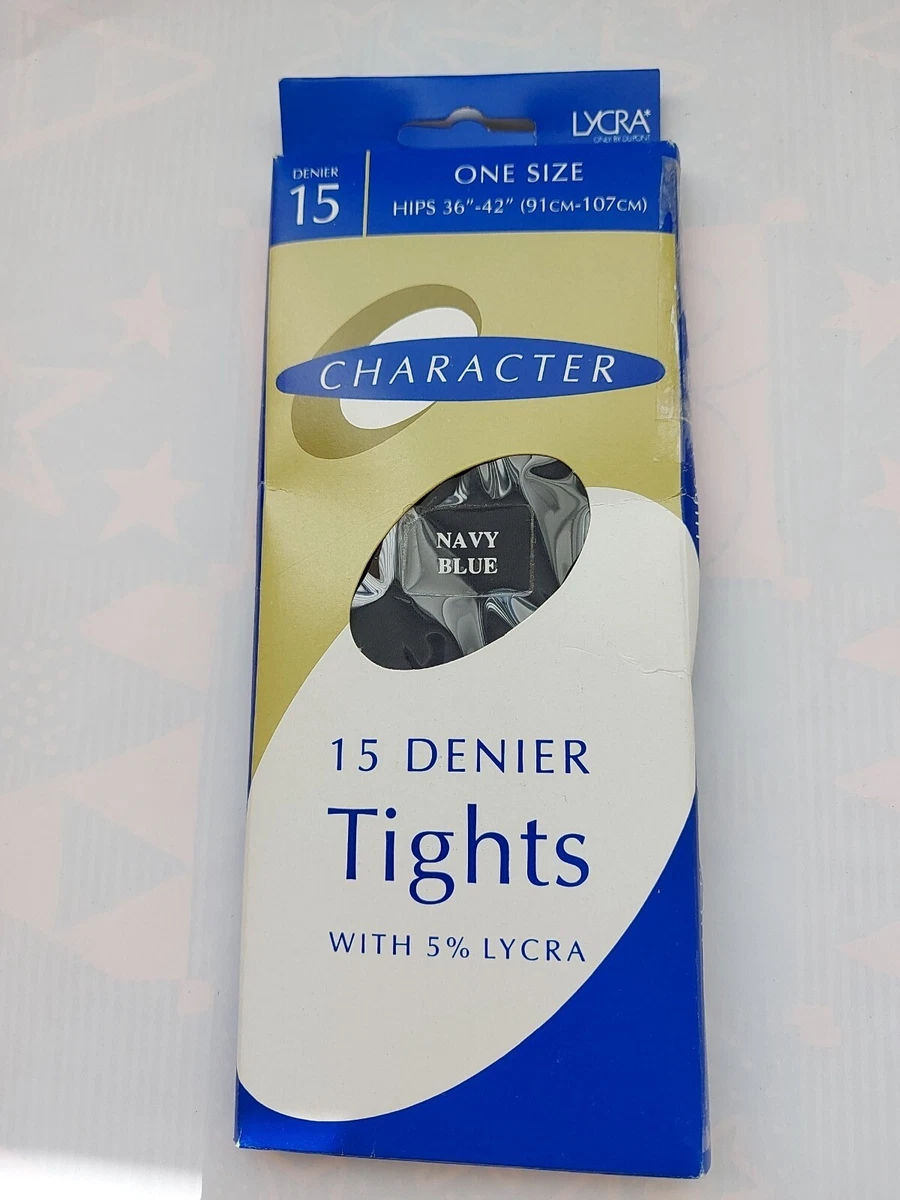 LYCRA*
ONLY BY DUPONT
DENIER
15
ONE SIZE
HIPS 36”-42” (91CM-107CM)
CHARACTER
NAVY
BLUE
15 DENIER
Tights
WITH 5% LYCRA